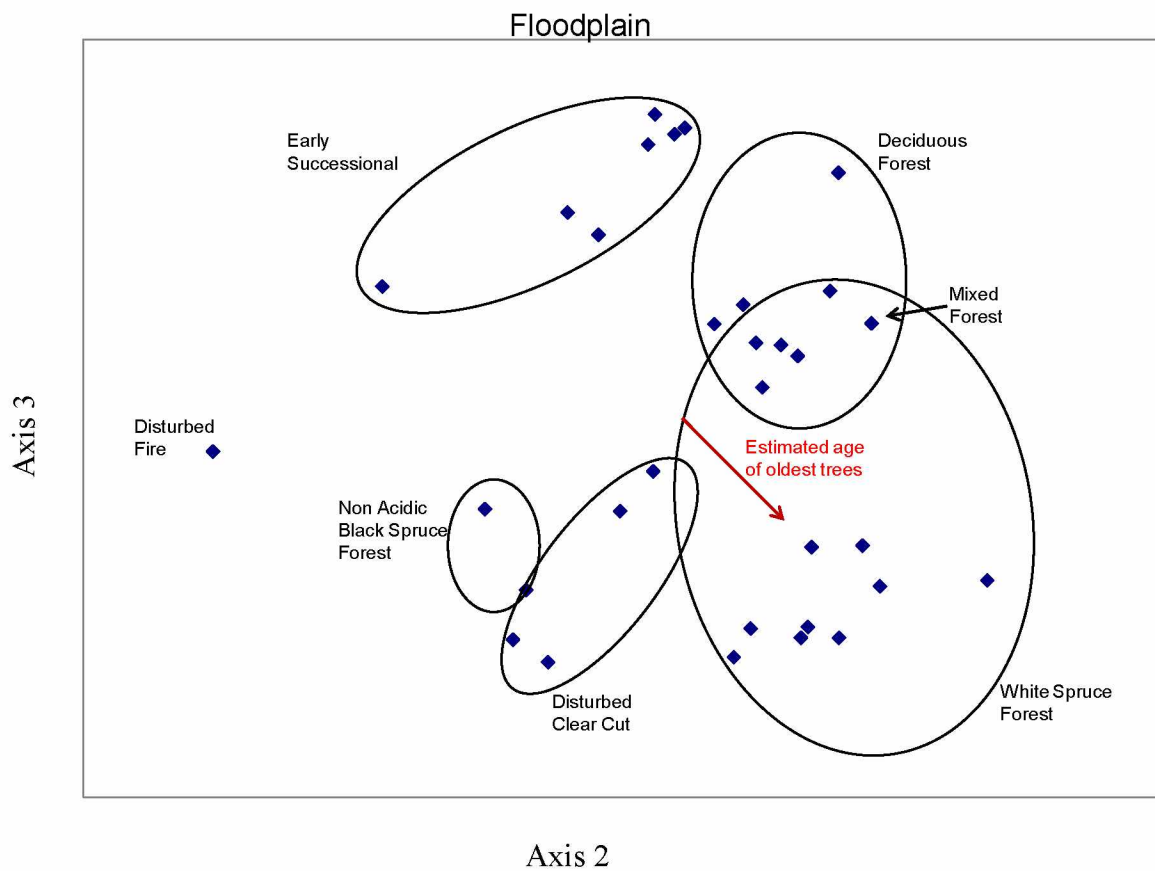 Floodplain
Early
Successional
Deciduous
Forest
Mixed
Forest
Axis 3
Disturbed
Fire
Estimated age
of oldest trees
Non Acidic
Black Spruce
Forest
White Spruce
Forest
Disturbed
Clear Cut
Axis 2